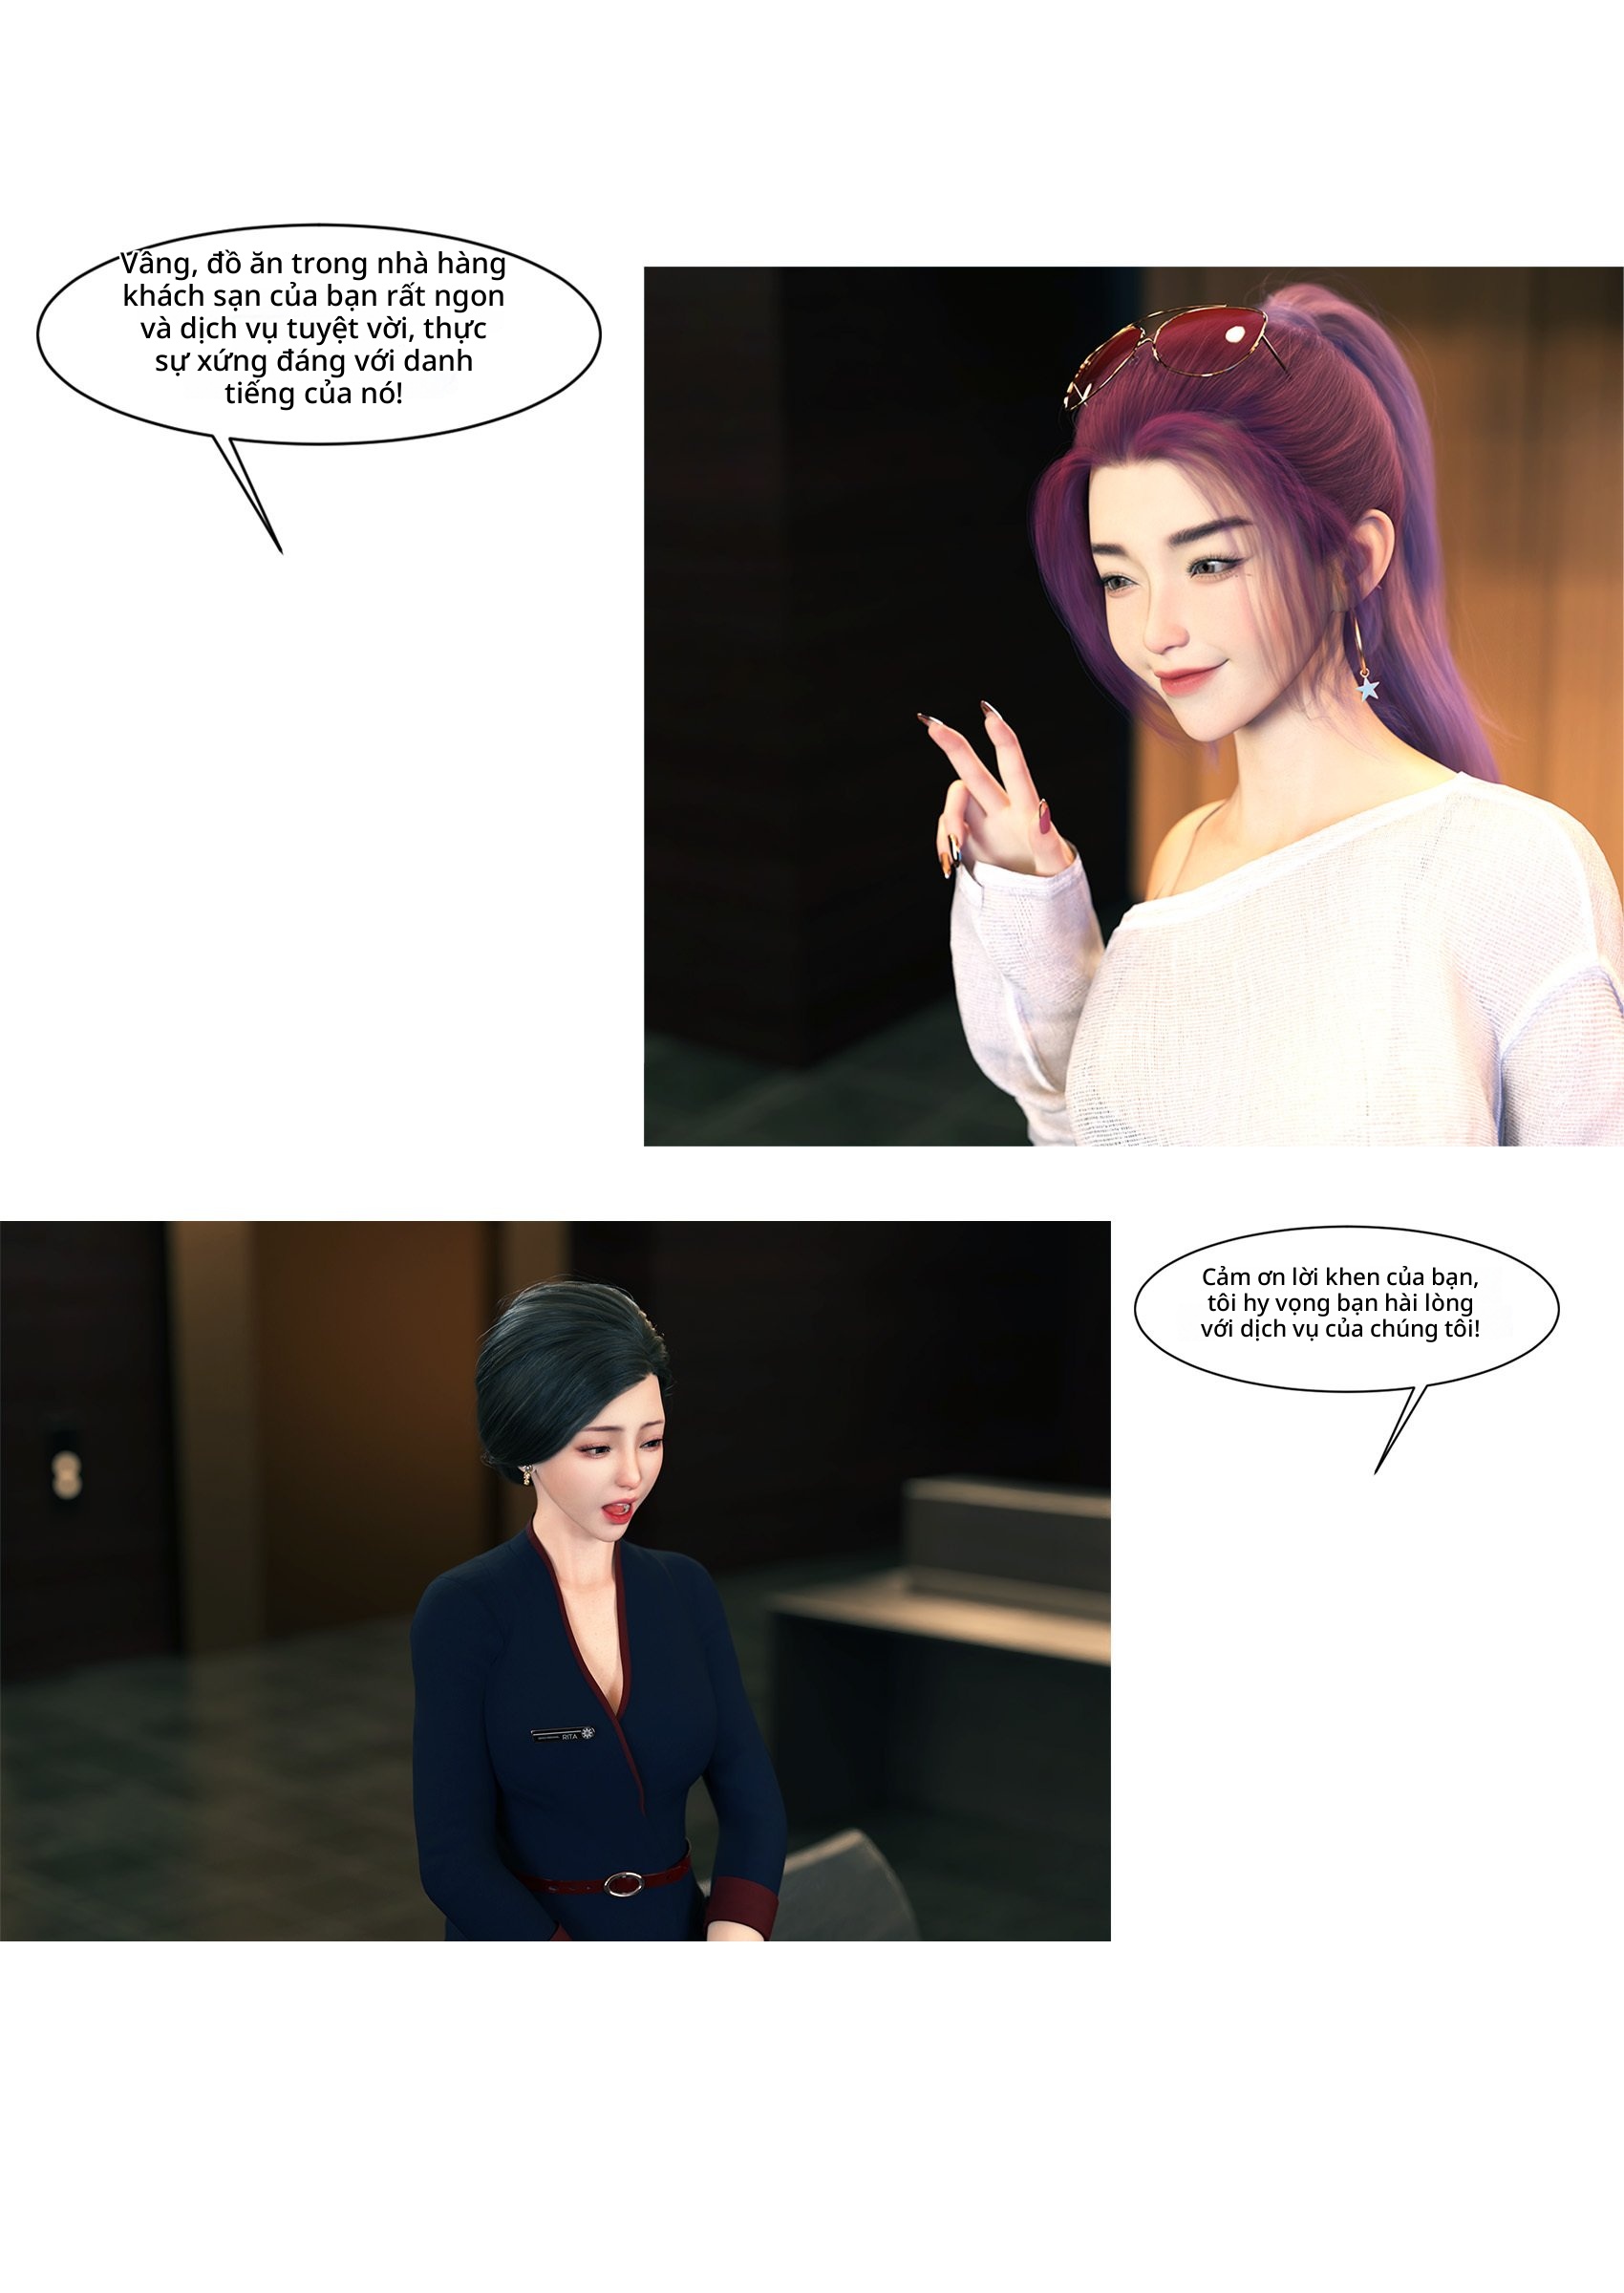 Vâng, đồ ăn trong nhà hàng
khách sạn của bạn rất ngon
và dịch vụ tuyệt vời, thực
sự xứng đáng với danh
tiếng của nó!
Cảm ơn lời khen của bạn,
tôi hy vọng bạn hài lòng
với dịch vụ của chúng tôi!
RITA